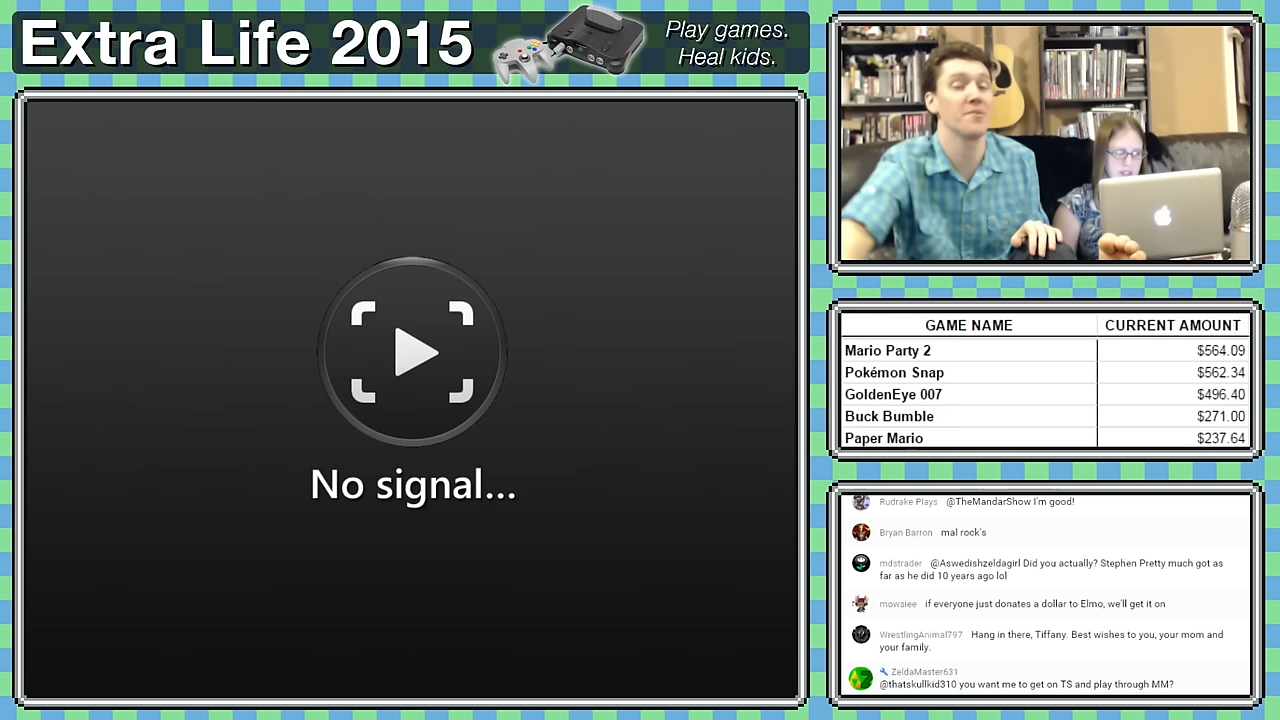 Extra Life 2015
Play games.
Heal kids.
No signal...
GAME NAME CURRENT AMOUNT
Mario Party 2 $564.09
Pokémon Snap $562.34
GoldenEye 007 $496.40
Buck Bumble $271.00
Paper Mario $237.64
Rudrake Plays @TheMandarShow I'm good!
Bryan Barron mal rock's
mdstrader @Aswedishzeldagirl Did you actually? Stephen Pretty much got as
far as he did 10 years ago lol
mowsiee if everyone just donates a dollar to Elmo, we'll get it on
WrestlingAnimal797 Hang in there, Tiffany. Best wishes to you, your mom and
your family.
ZeldaMaster631
@thatskullkid310 you want me to get on TS and play through MM?